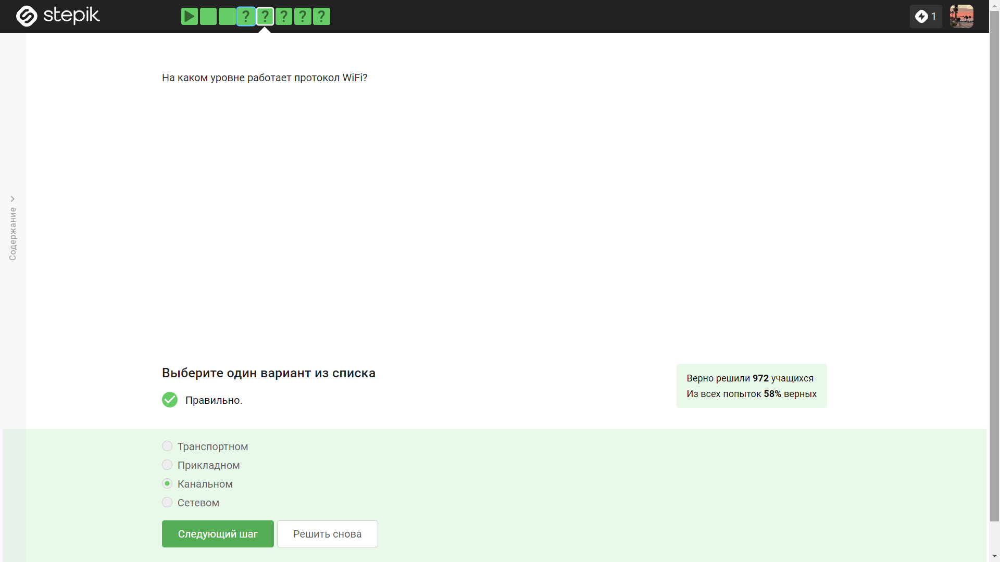 stepik
?
?
?
?
?
1
Содержание
На каком уровне работает протокол WiFi?
Выберите один вариант из списка
Правильно.
Верно решили 972 учащихся
Из всех попыток 58% верных
Транспортном
Прикладном
Канальном
Сетевом
Следующий шаг
Решить снова